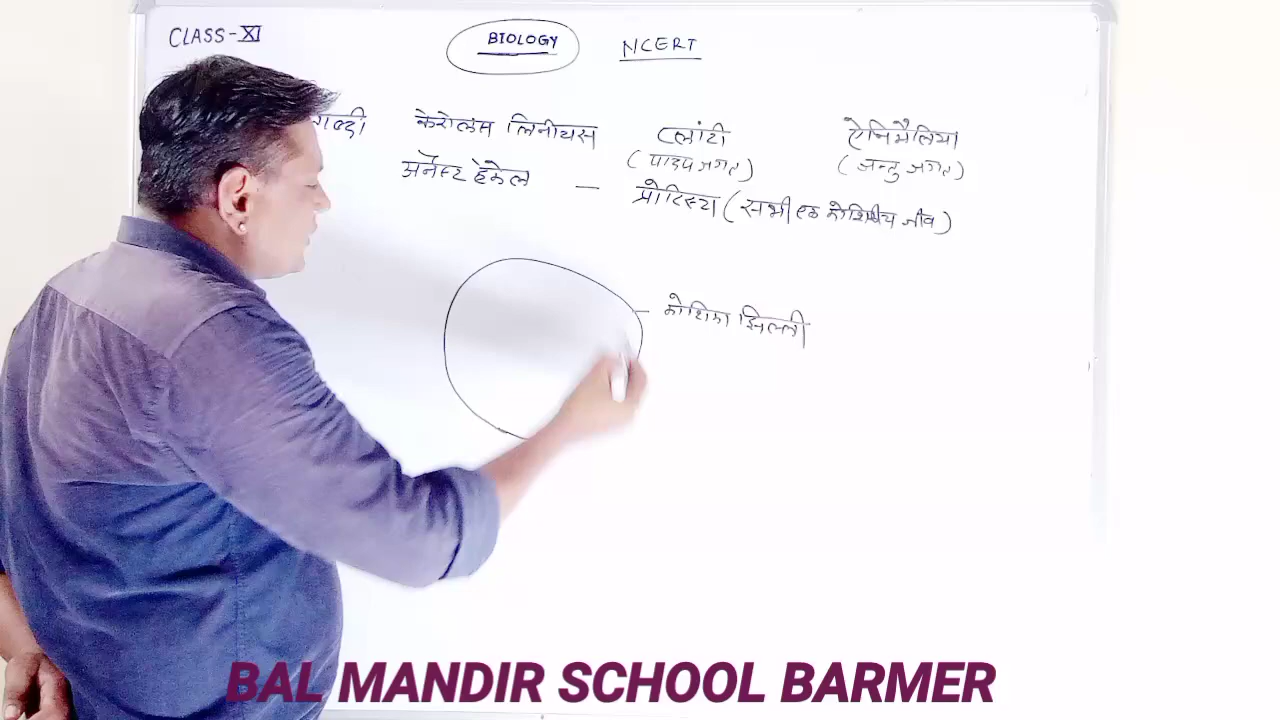 CLASS-XI BIOLOGY NCERT
केरोलस लिनीयस प्लांटी ऐनिमैलिया
(पादप जगत) (जन्तु जगत)
अर्नेस्ट हेकेल — प्रोटिस्टा (सभी एक कोशिकीय जीव)
कोशिका झिल्ली
BAL MANDIR SCHOOL BARMER